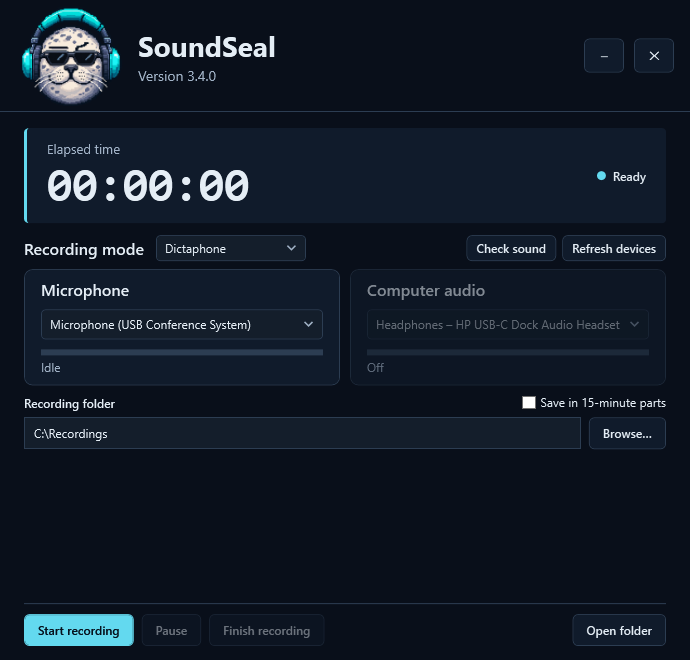 SoundSeal
Version 3.4.0
Elapsed time
00:00:00
Ready
Recording mode
Dictaphone
Check sound
Refresh devices
Microphone
Microphone (USB Conference System)
Idle
Computer audio
Headphones – HP USB-C Dock Audio Headset
Off
Recording folder
Save in 15-minute parts
C:\Recordings
Browse...
Start recording
Pause
Finish recording
Open folder